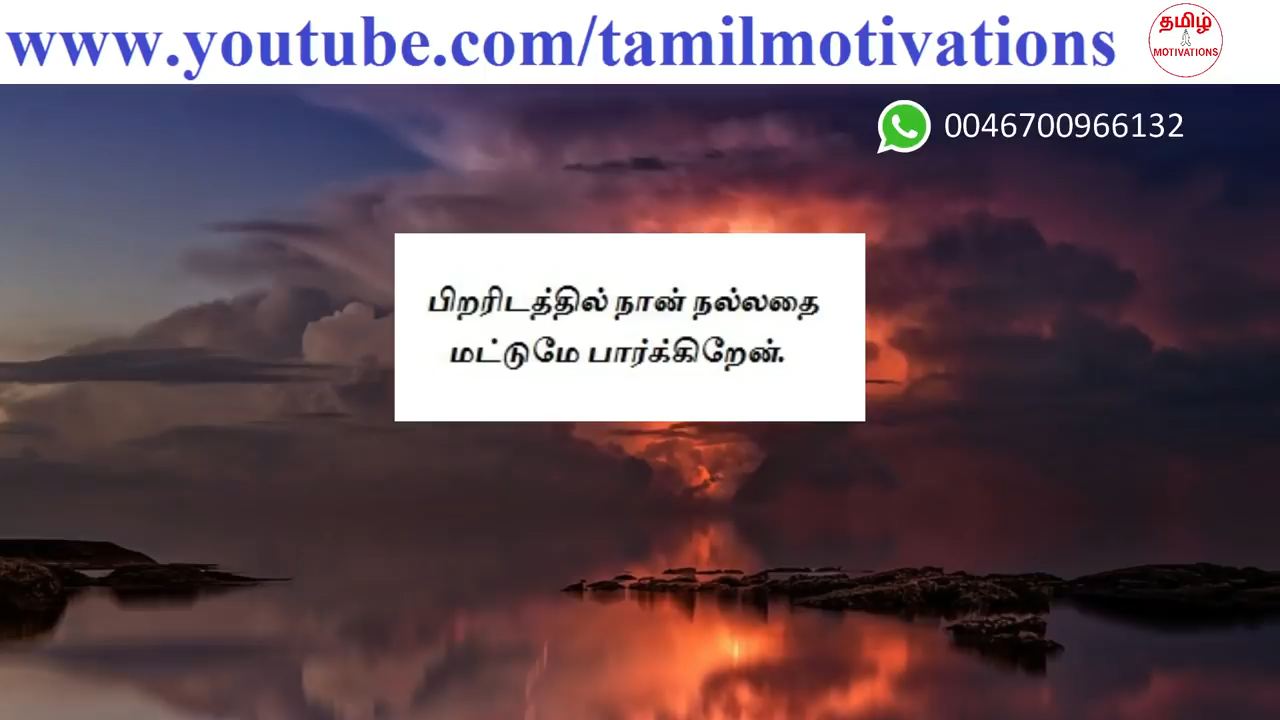 www.youtube.com/tamilmotivations
தமிழ்
MOTIVATIONS
0046700966132
பிறரிடத்தில் நான் நல்லதை
மட்டுமே பார்க்கிறேன்.